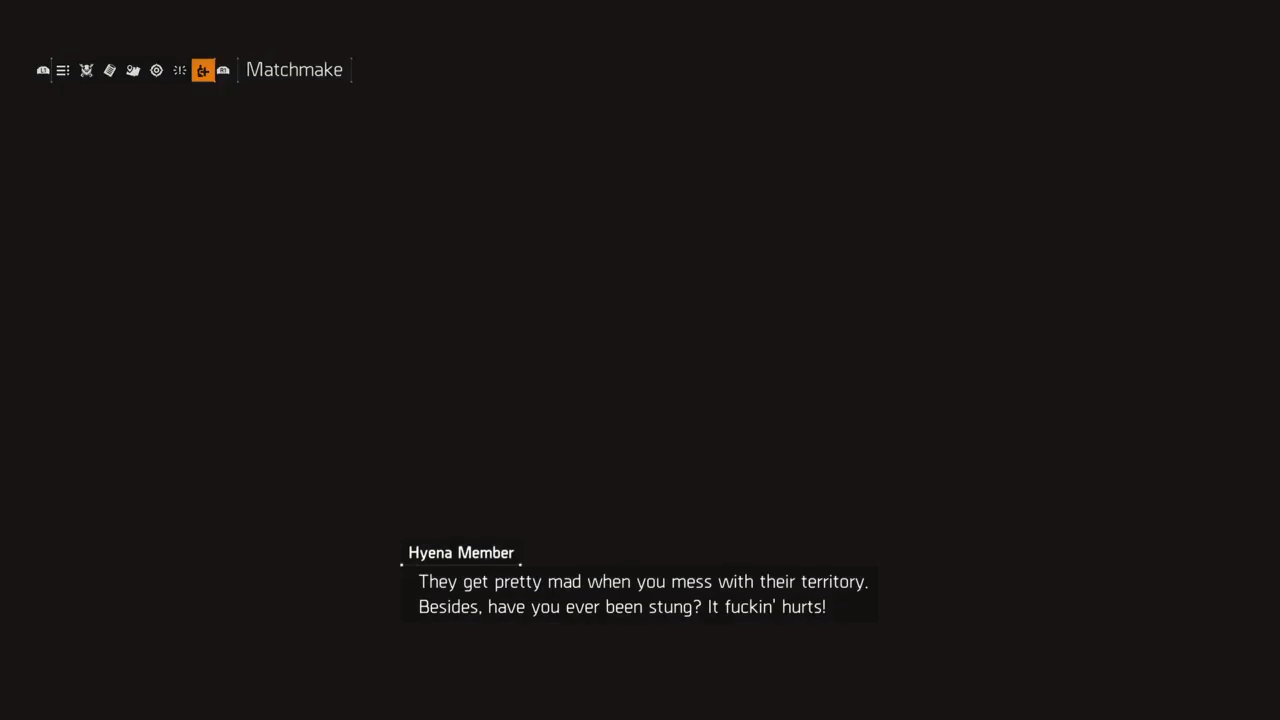 Matchmake
Hyena Member
They get pretty mad when you mess with their territory.
Besides, have you ever been stung? It fuckin' hurts!